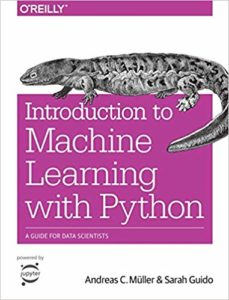 O'REILLY®
Introduction to
Machine
Learning
with Python
A GUIDE FOR DATA SCIENTISTS
powered by
jupyter
Andreas C. Müller & Sarah Guido